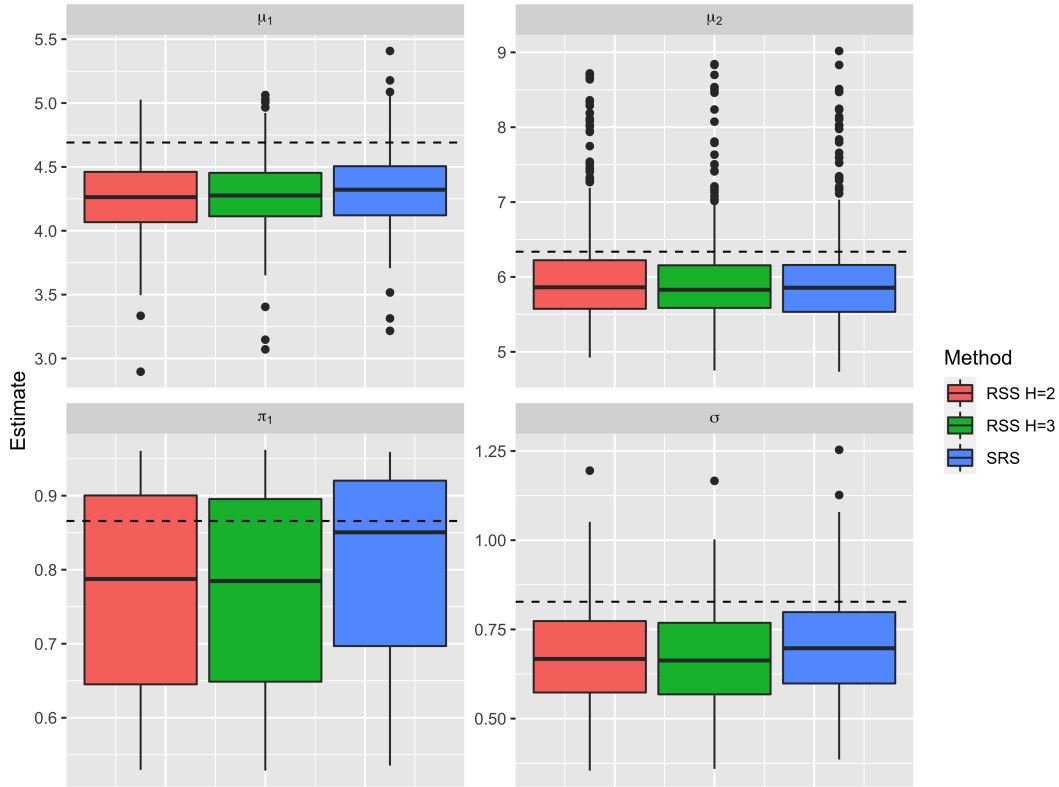 μ₁
μ₂
5.5
5.0
4.5
4.0
3.5
3.0
9
8
7
6
5
Estimate
π₁
σ
0.9
0.8
0.7
0.6
1.25
1.00
0.75
0.50
Method
RSS H=2
RSS H=3
SRS